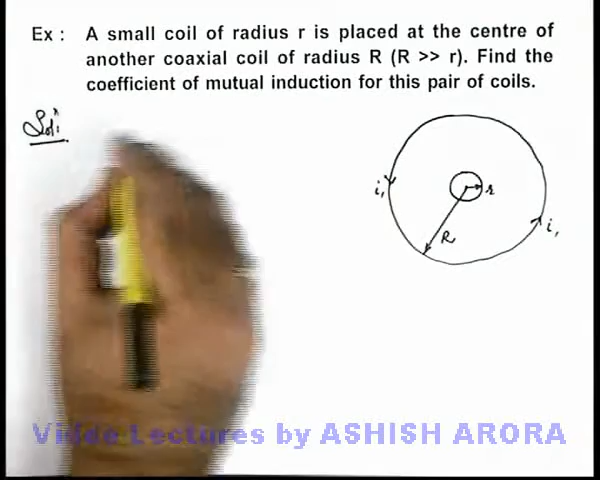 Ex : A small coil of radius r is placed at the centre of
another coaxial coil of radius R (R >> r). Find the
coefficient of mutual induction for this pair of coils.
Solⁿ
i₁
r
R
i₁
Video Lectures by ASHISH ARORA